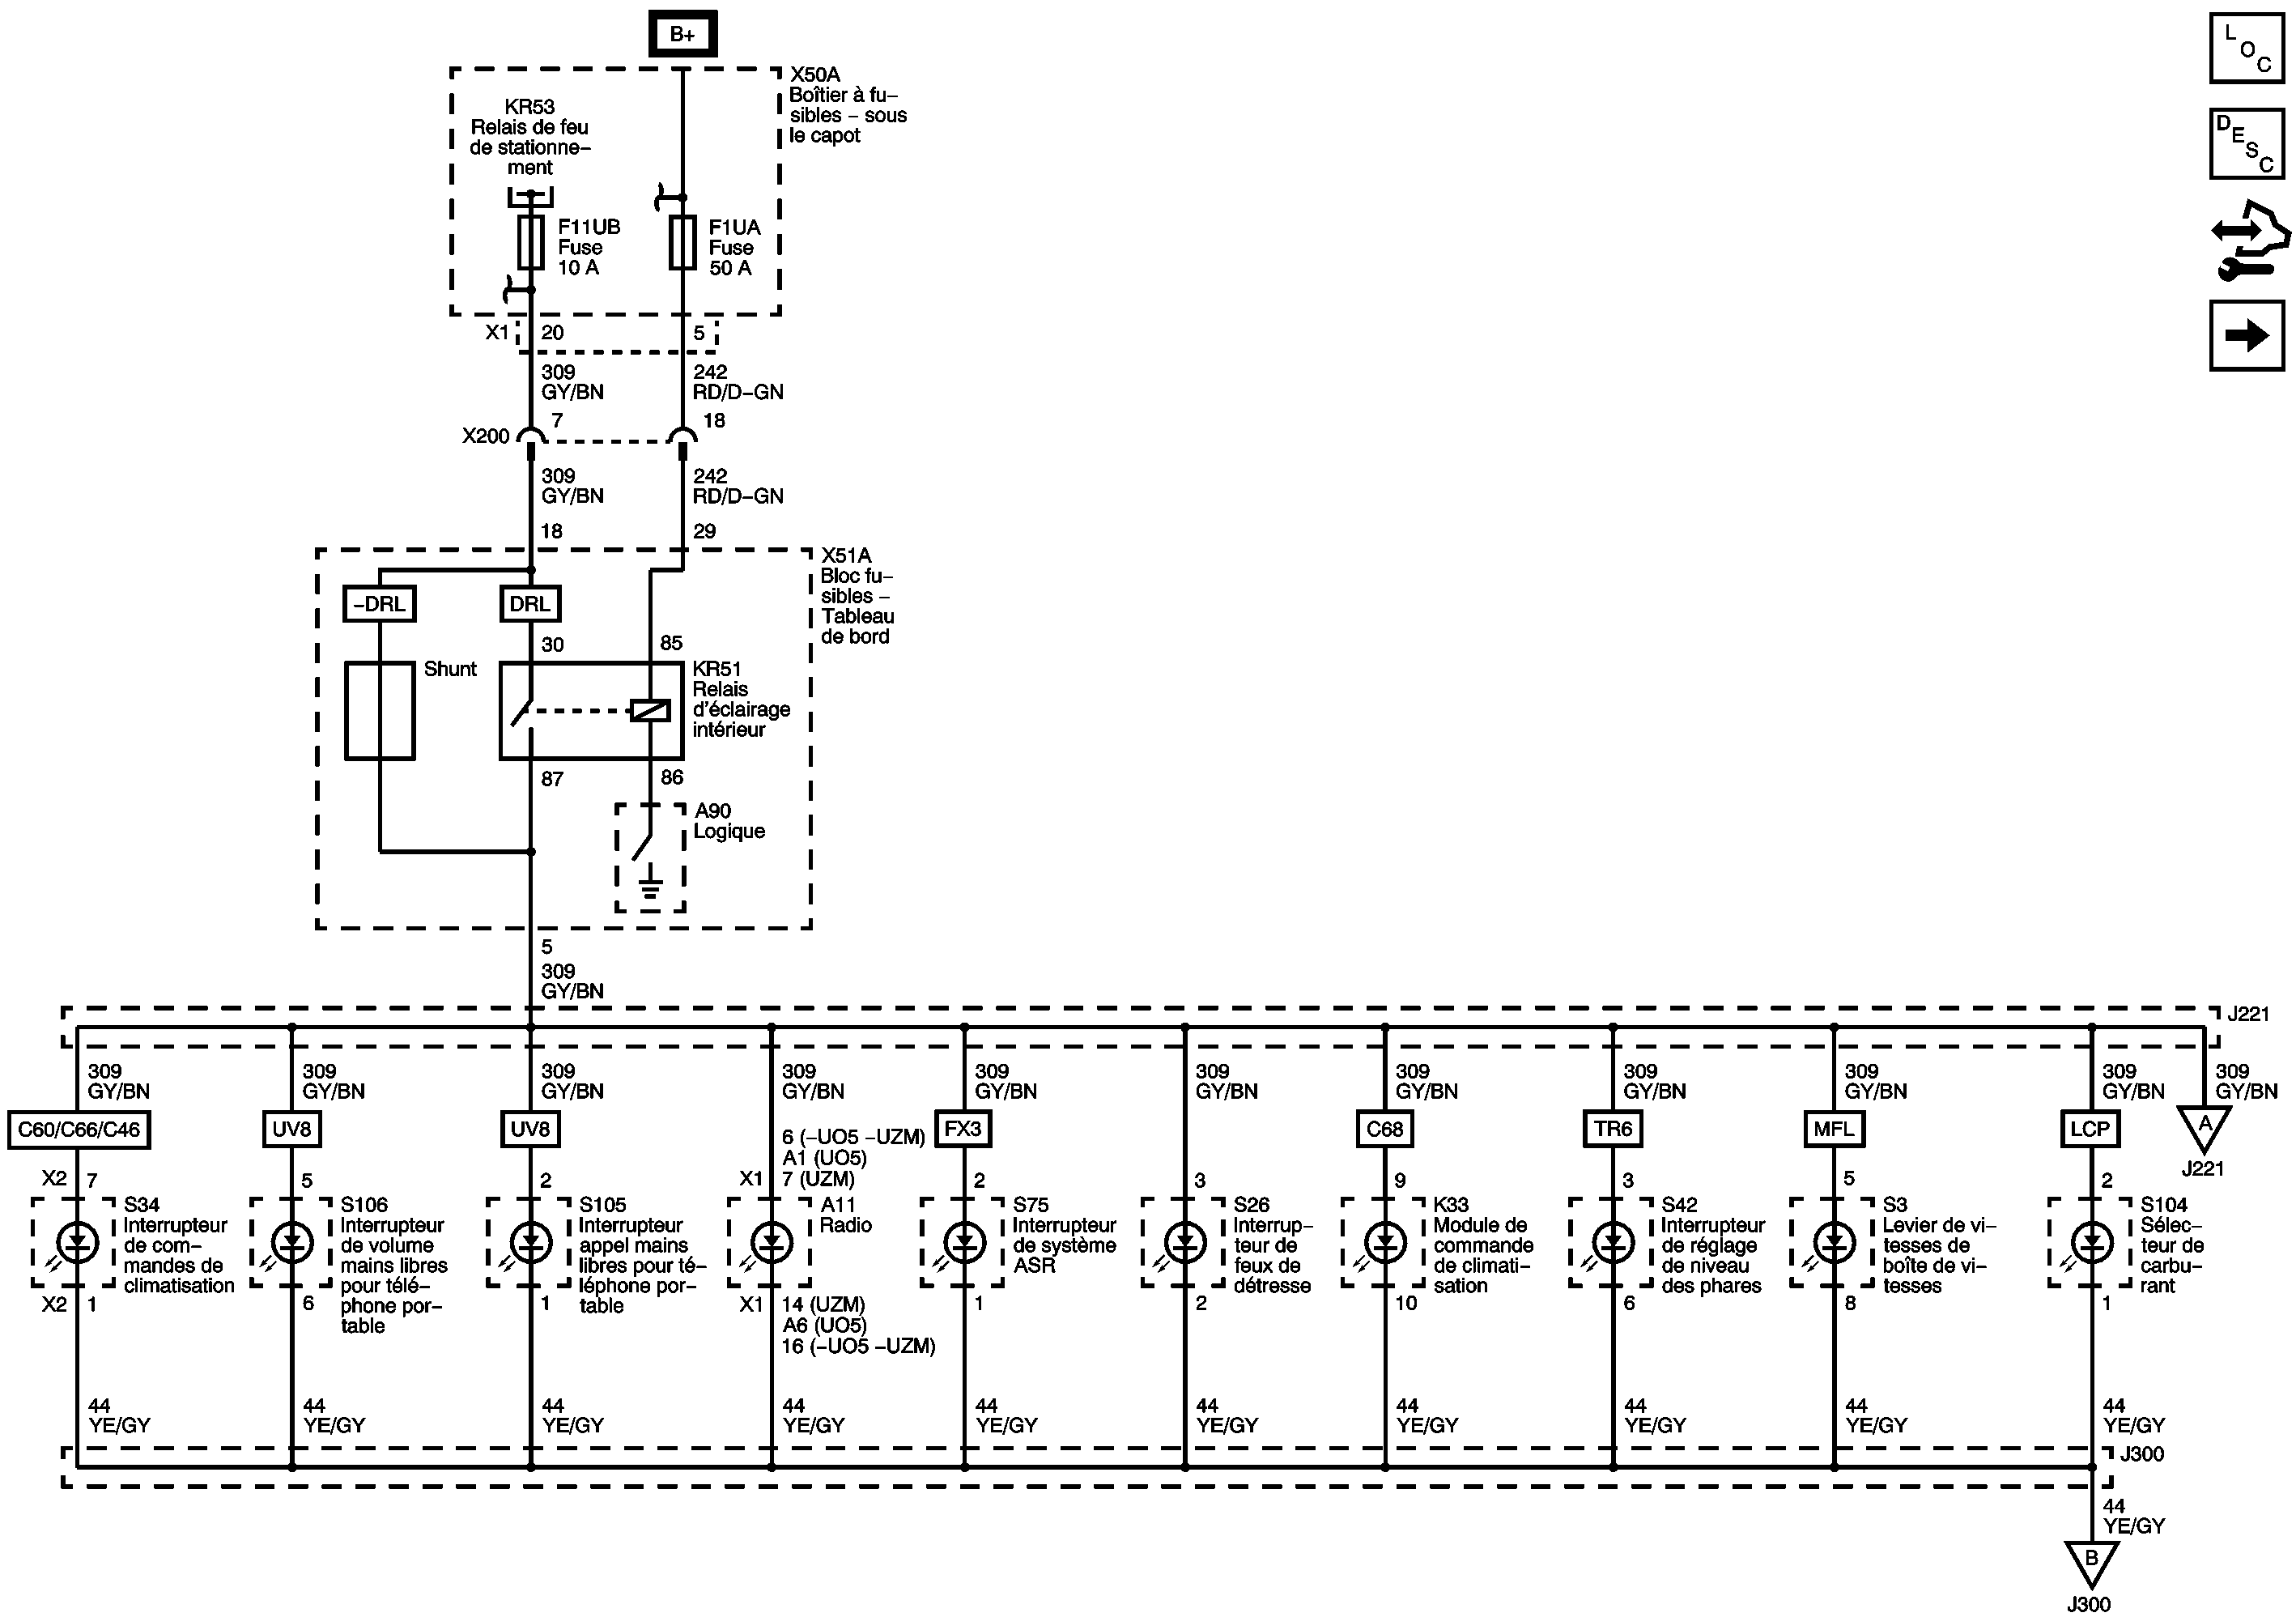 B+
X50A
Boîtier à fu–
sibles – sous
le capot
KR53
Relais de feu
de stationne–
ment
F11UB
Fuse
10 A
F1UA
Fuse
50 A
X1
20
5
309
GY/BN
242
RD/D–GN
X200
7
18
309
GY/BN
242
RD/D–GN
18
29
X51A
Bloc fu–
sibles –
Tableau
de bord
–DRL
DRL
30
85
Shunt
KR51
Relais
d'éclairage
intérieur
87
86
A90
Logique
5
309
GY/BN
J221
309
GY/BN
309
GY/BN
309
GY/BN
309
GY/BN
309
GY/BN
309
GY/BN
309
GY/BN
309
GY/BN
309
GY/BN
309
GY/BN
309
GY/BN
C60/C66/C46
UV8
UV8
6 (–UO5 –UZM)
A1 (UO5)
X1 7 (UZM)
FX3
C68
TR6
MFL
LCP
A
J221
X2 7
5
2
2
3
9
3
5
2
S34
Interrupteur
de com–
mandes de
climatisation
S106
Interrupteur
de volume
mains libres
pour télé–
phone por–
table
S105
Interrupteur
appel mains
libres pour té–
léphone por–
table
A11
Radio
S75
Interrupteur
de système
ASR
S26
Interrup–
teur de
feux de
détresse
K33
Module de
commande
de climati–
sation
S42
Interrupteur
de réglage
de niveau
des phares
S3
Levier de vi–
tesses de
boîte de vi–
tesses
S104
Sélec–
teur de
carbu–
rant
X2 1
6
1
X1 14 (UZM)
A6 (UO5)
16 (–UO5 –UZM)
1
2
10
6
8
1
44
YE/GY
44
YE/GY
44
YE/GY
44
YE/GY
44
YE/GY
44
YE/GY
44
YE/GY
44
YE/GY
44
YE/GY
44
YE/GY
J300
44
YE/GY
B
J300
LOC
DESC